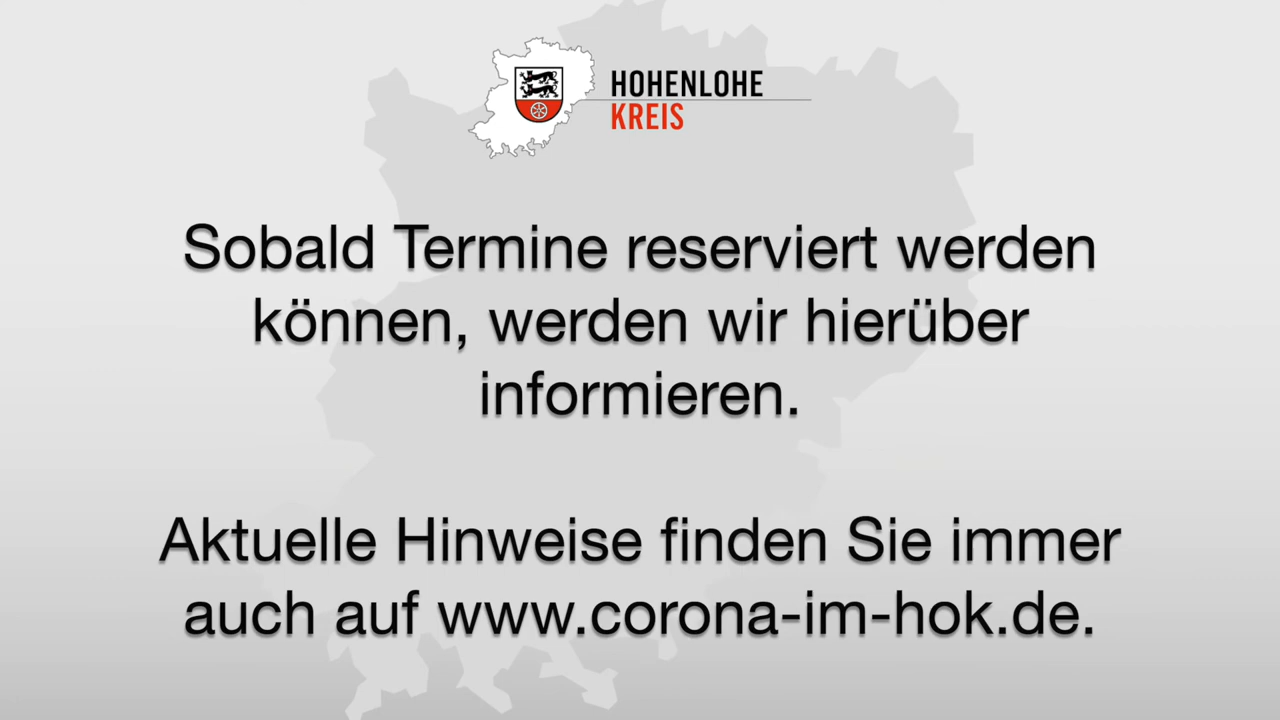 HOHENLOHE
KREIS
Sobald Termine reserviert werden
können, werden wir hierüber
informieren.
Aktuelle Hinweise finden Sie immer
auch auf www.corona-im-hok.de.